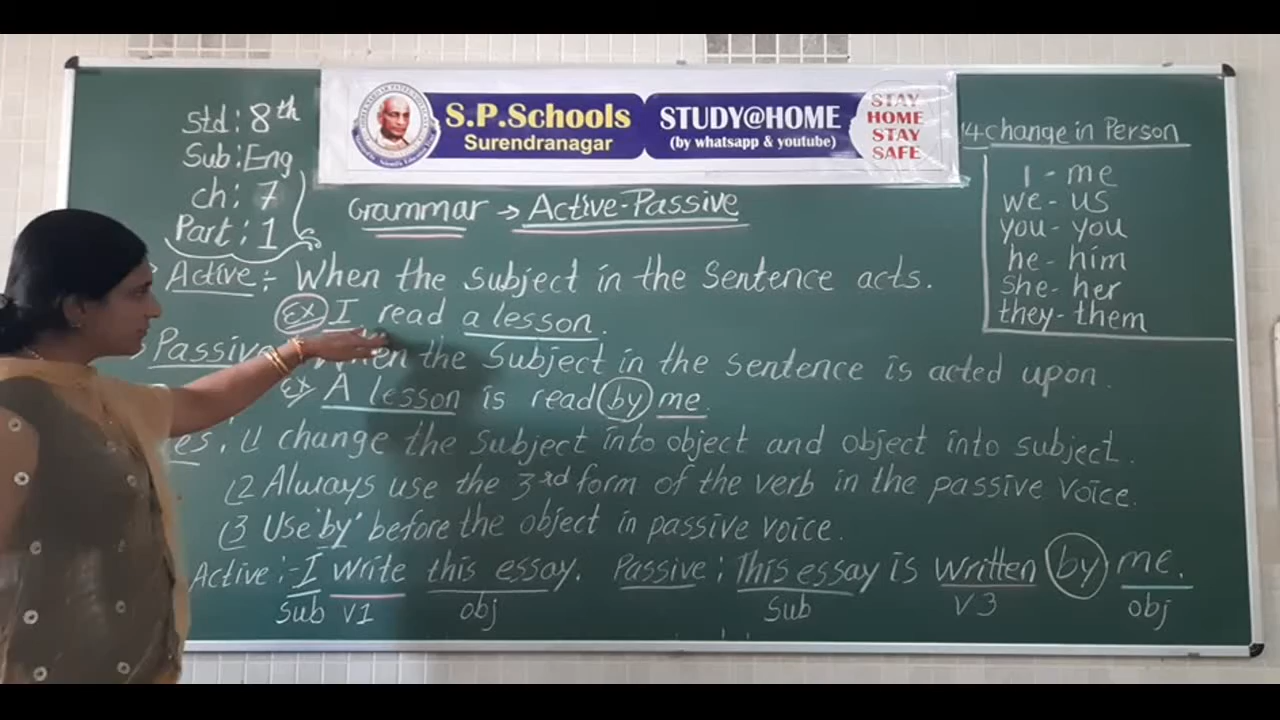 Std: 8th
Sub: Eng
ch: 7
Part: 1
S.P.Schools
Surendranagar
STUDY@HOME
(by whatsapp & youtube)
STAY
HOME
STAY
SAFE
Grammar → Active-Passive
Active :- When the Subject in the Sentence acts.
Ex I read a lesson.
Passive When the Subject in the Sentence is acted upon.
Ex A lesson is read by me.
(1 change the Subject into object and object into subject.
(2 Always use the 3rd form of the verb in the passive voice.
(3 Use 'by' before the object in passive voice.
Active :- I write this essay. Passive : This essay is written by me.
Sub V1 obj Sub V3 obj
4 change in Person
I - me
we - us
you - you
he - him
She - her
they - them